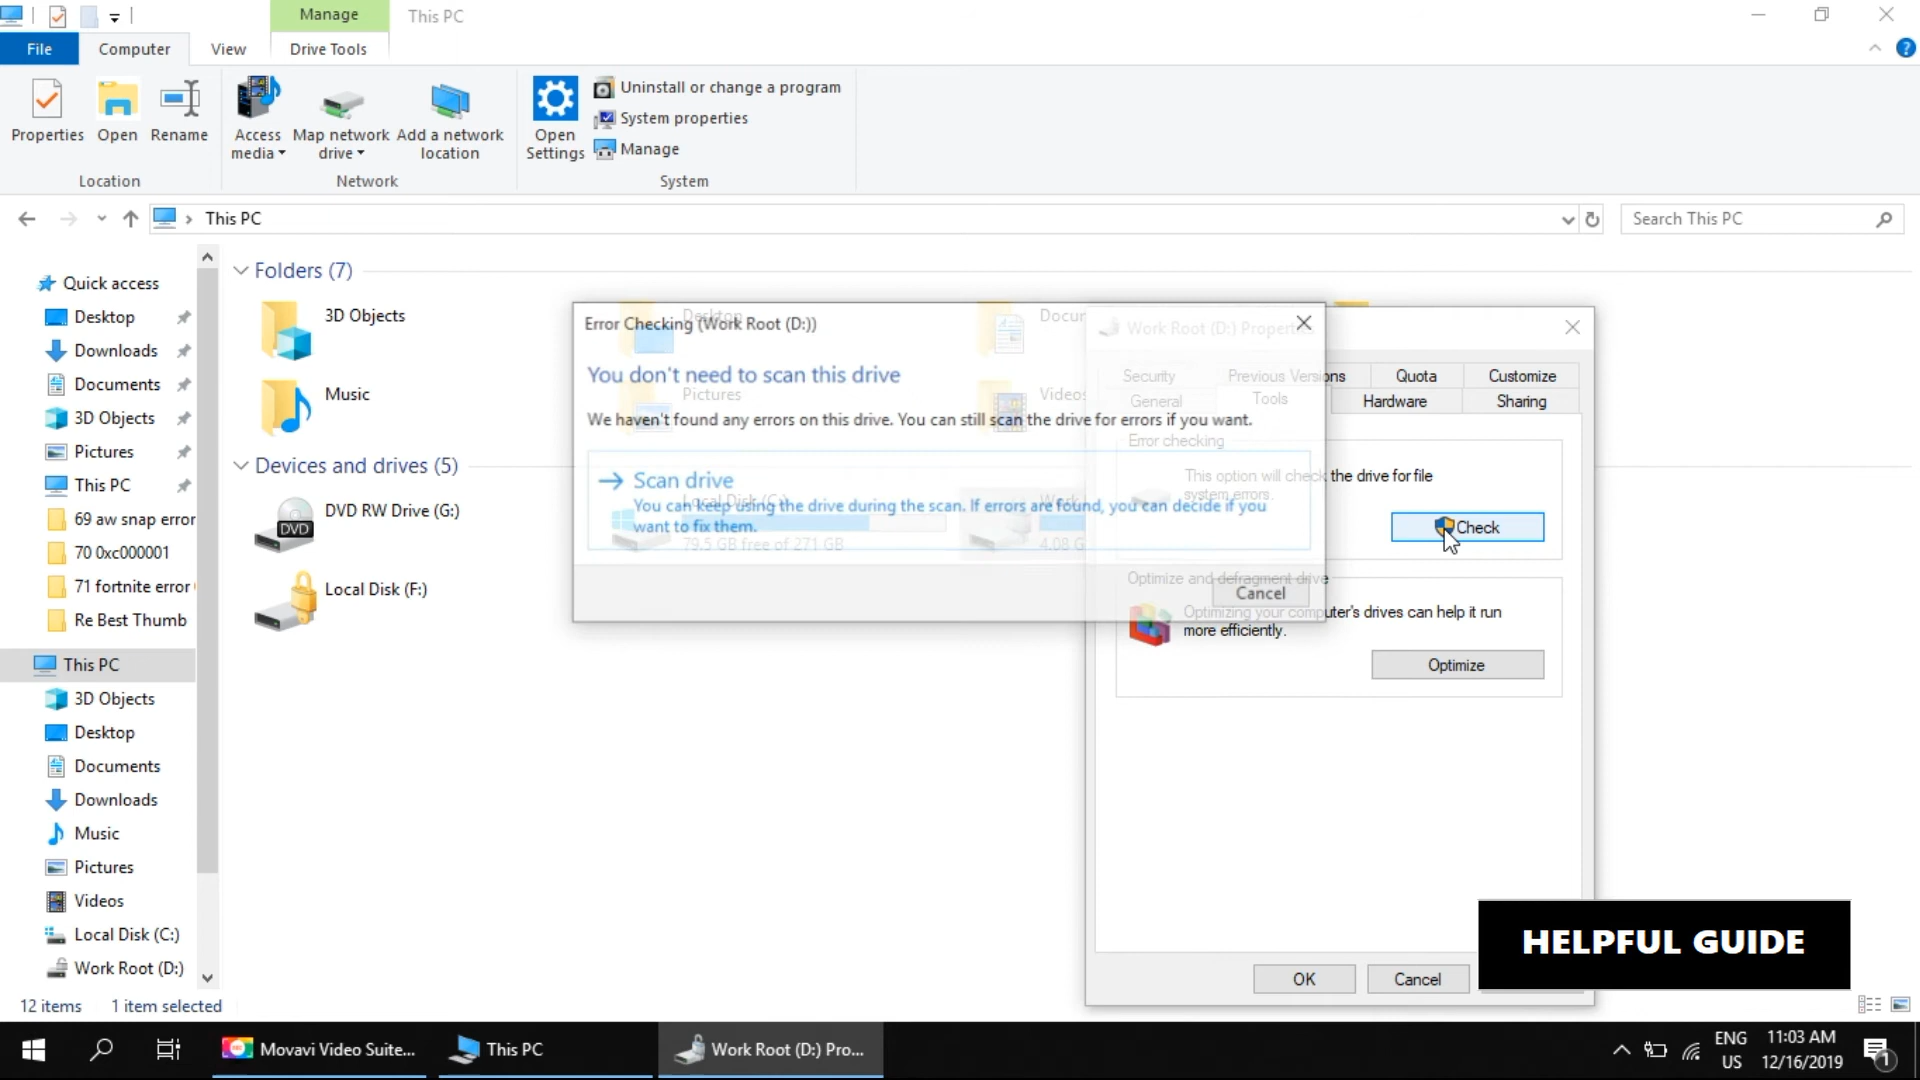 Manage
This PC
File
Computer
View
Drive Tools
Properties
Open
Rename
Access media
Map network drive
Add a network location
Open Settings
Uninstall or change a program
System properties
Manage
Location
Network
System
This PC
Search This PC
Quick access
Desktop
Downloads
Documents
3D Objects
Pictures
This PC
69 aw snap error
70 0xc000001
71 fortnite error
Re Best Thumb
This PC
3D Objects
Desktop
Documents
Downloads
Music
Pictures
Videos
Local Disk (C:)
Work Root (D:)
Folders (7)
3D Objects
Desktop
Music
Pictures
Videos
Devices and drives (5)
DVD RW Drive (G:)
DVD
Local Disk (C:)
79.5 GB free of 271 GB
Work
4.08 G
Local Disk (F:)
Error Checking (Work Root (D:))
You don't need to scan this drive
We haven't found any errors on this drive. You can still scan the drive for errors if you want.
Scan drive
You can keep using the drive during the scan. If errors are found, you can decide if you
want to fix them.
Cancel
Work Root (D:)
Security
Previous Versions
Quota
Customize
General
Tools
Hardware
Sharing
Error checking
This option will check the drive for file
system errors.
Check
Optimize and defragment drive
Optimizing your computer's drives can help it run
more efficiently.
Optimize
OK
Cancel
HELPFUL GUIDE
12 items
1 item selected
Movavi Video Suite...
This PC
Work Root (D:) Pro...
ENG
US
11:03 AM
12/16/2019
1